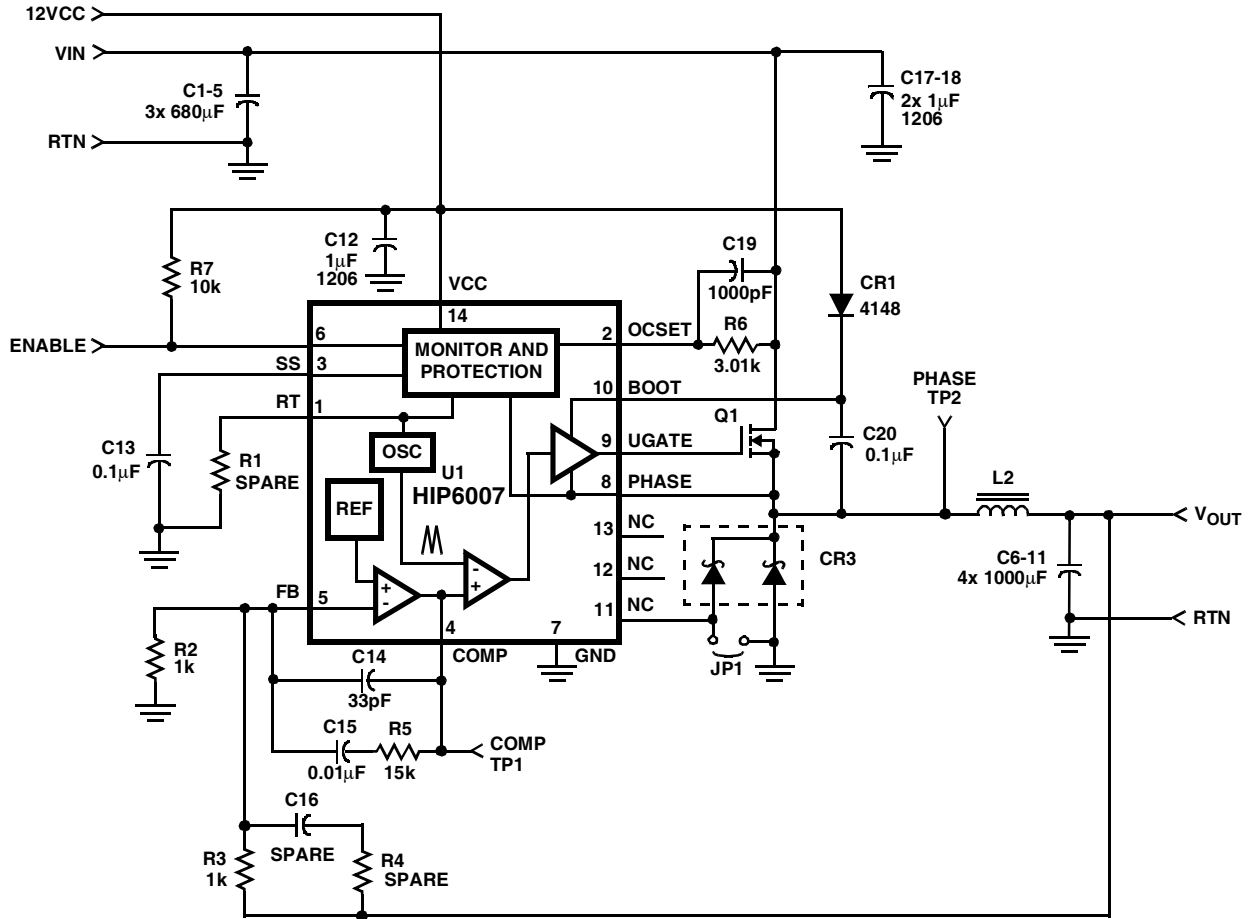 12VCC
VIN
C1-5
3x 680µF
RTN
C17-18
2x 1µF
1206
C12
1µF
1206
R7
10k
C19
1000pF
CR1
4148
VCC
14
ENABLE
6
MONITOR AND
PROTECTION
2
OCSET
R6
3.01k
SS
3
10
BOOT
PHASE
TP2
RT
1
Q1
C13
0.1µF
R1
SPARE
OSC
U1
HIP6007
9
UGATE
C20
0.1µF
REF
8
PHASE
L2
VOUT
13
NC
CR3
12
NC
C6-11
4x 1000µF
-
+
+
-
FB
5
11
NC
RTN
4
COMP
7
GND
JP1
R2
1k
C14
33pF
C15
0.01µF
R5
15k
COMP
TP1
C16
SPARE
R3
1k
R4
SPARE